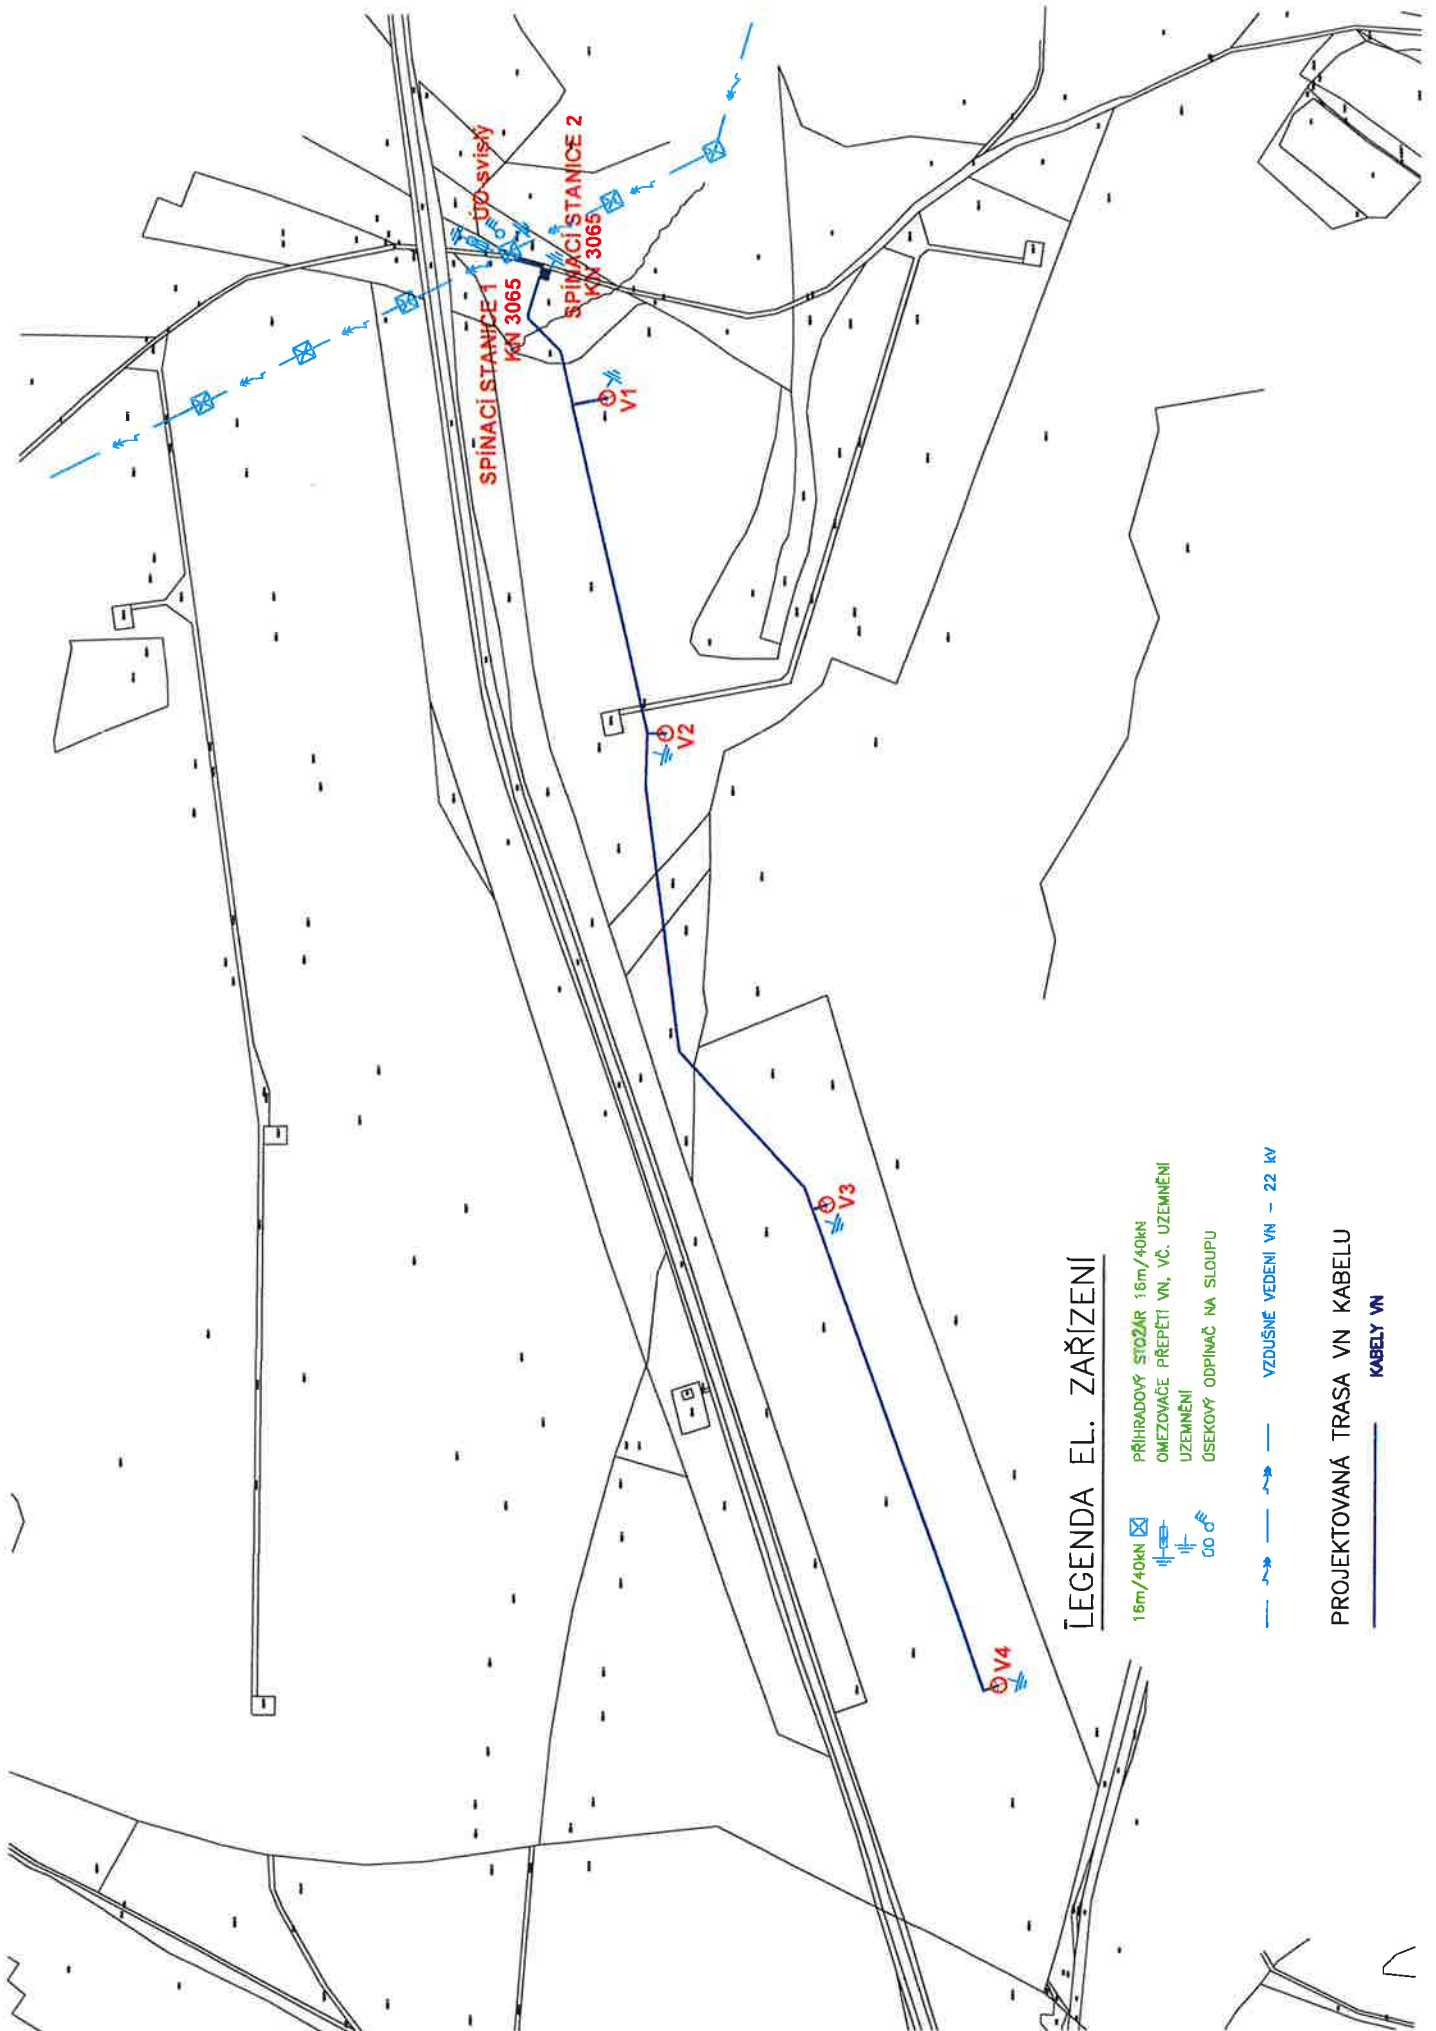 ÚO-svislý
SPÍNACÍ STANICE 1
KN 3065
SPÍNACÍ STANICE 2
KN 3065
V1
V2
V3
V4
LEGENDA EL. ZAŘÍZENÍ
16m/40kN PŘÍHRADOVÝ STOŽÁR 16m/40kN
OMEZOVAČE PŘEPĚTÍ VN, VČ. UZEMNĚNÍ
UZEMNĚNÍ
ÚO ÚSEKOVÝ ODPÍNAČ NA SLOUPU
VZDUŠNÉ VEDENÍ VN - 22 kV
PROJEKTOVANÁ TRASA VN KABELU
KABELY VN